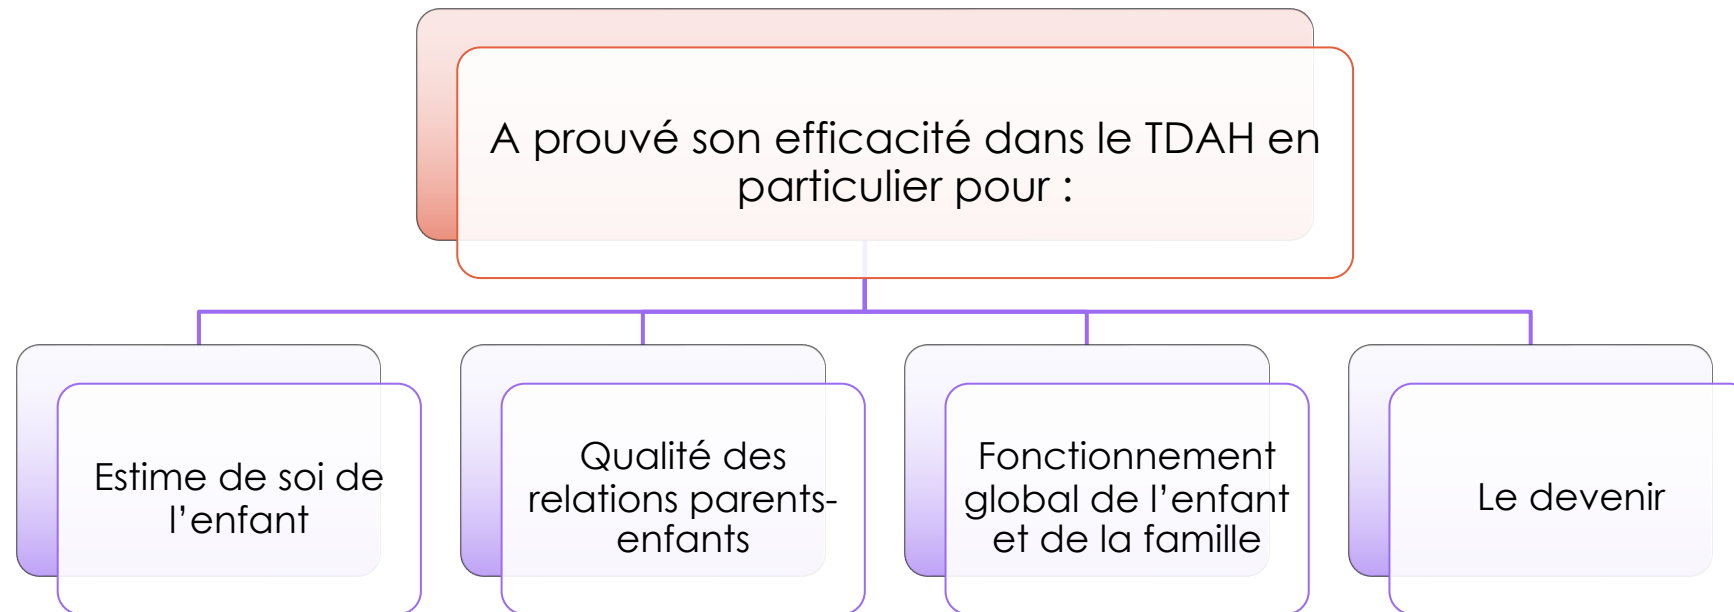 A prouvé son efficacité dans le TDAH en
particulier pour :
Estime de soi de
l’enfant
Qualité des
relations parents-
enfants
Fonctionnement
global de l’enfant
et de la famille
Le devenir